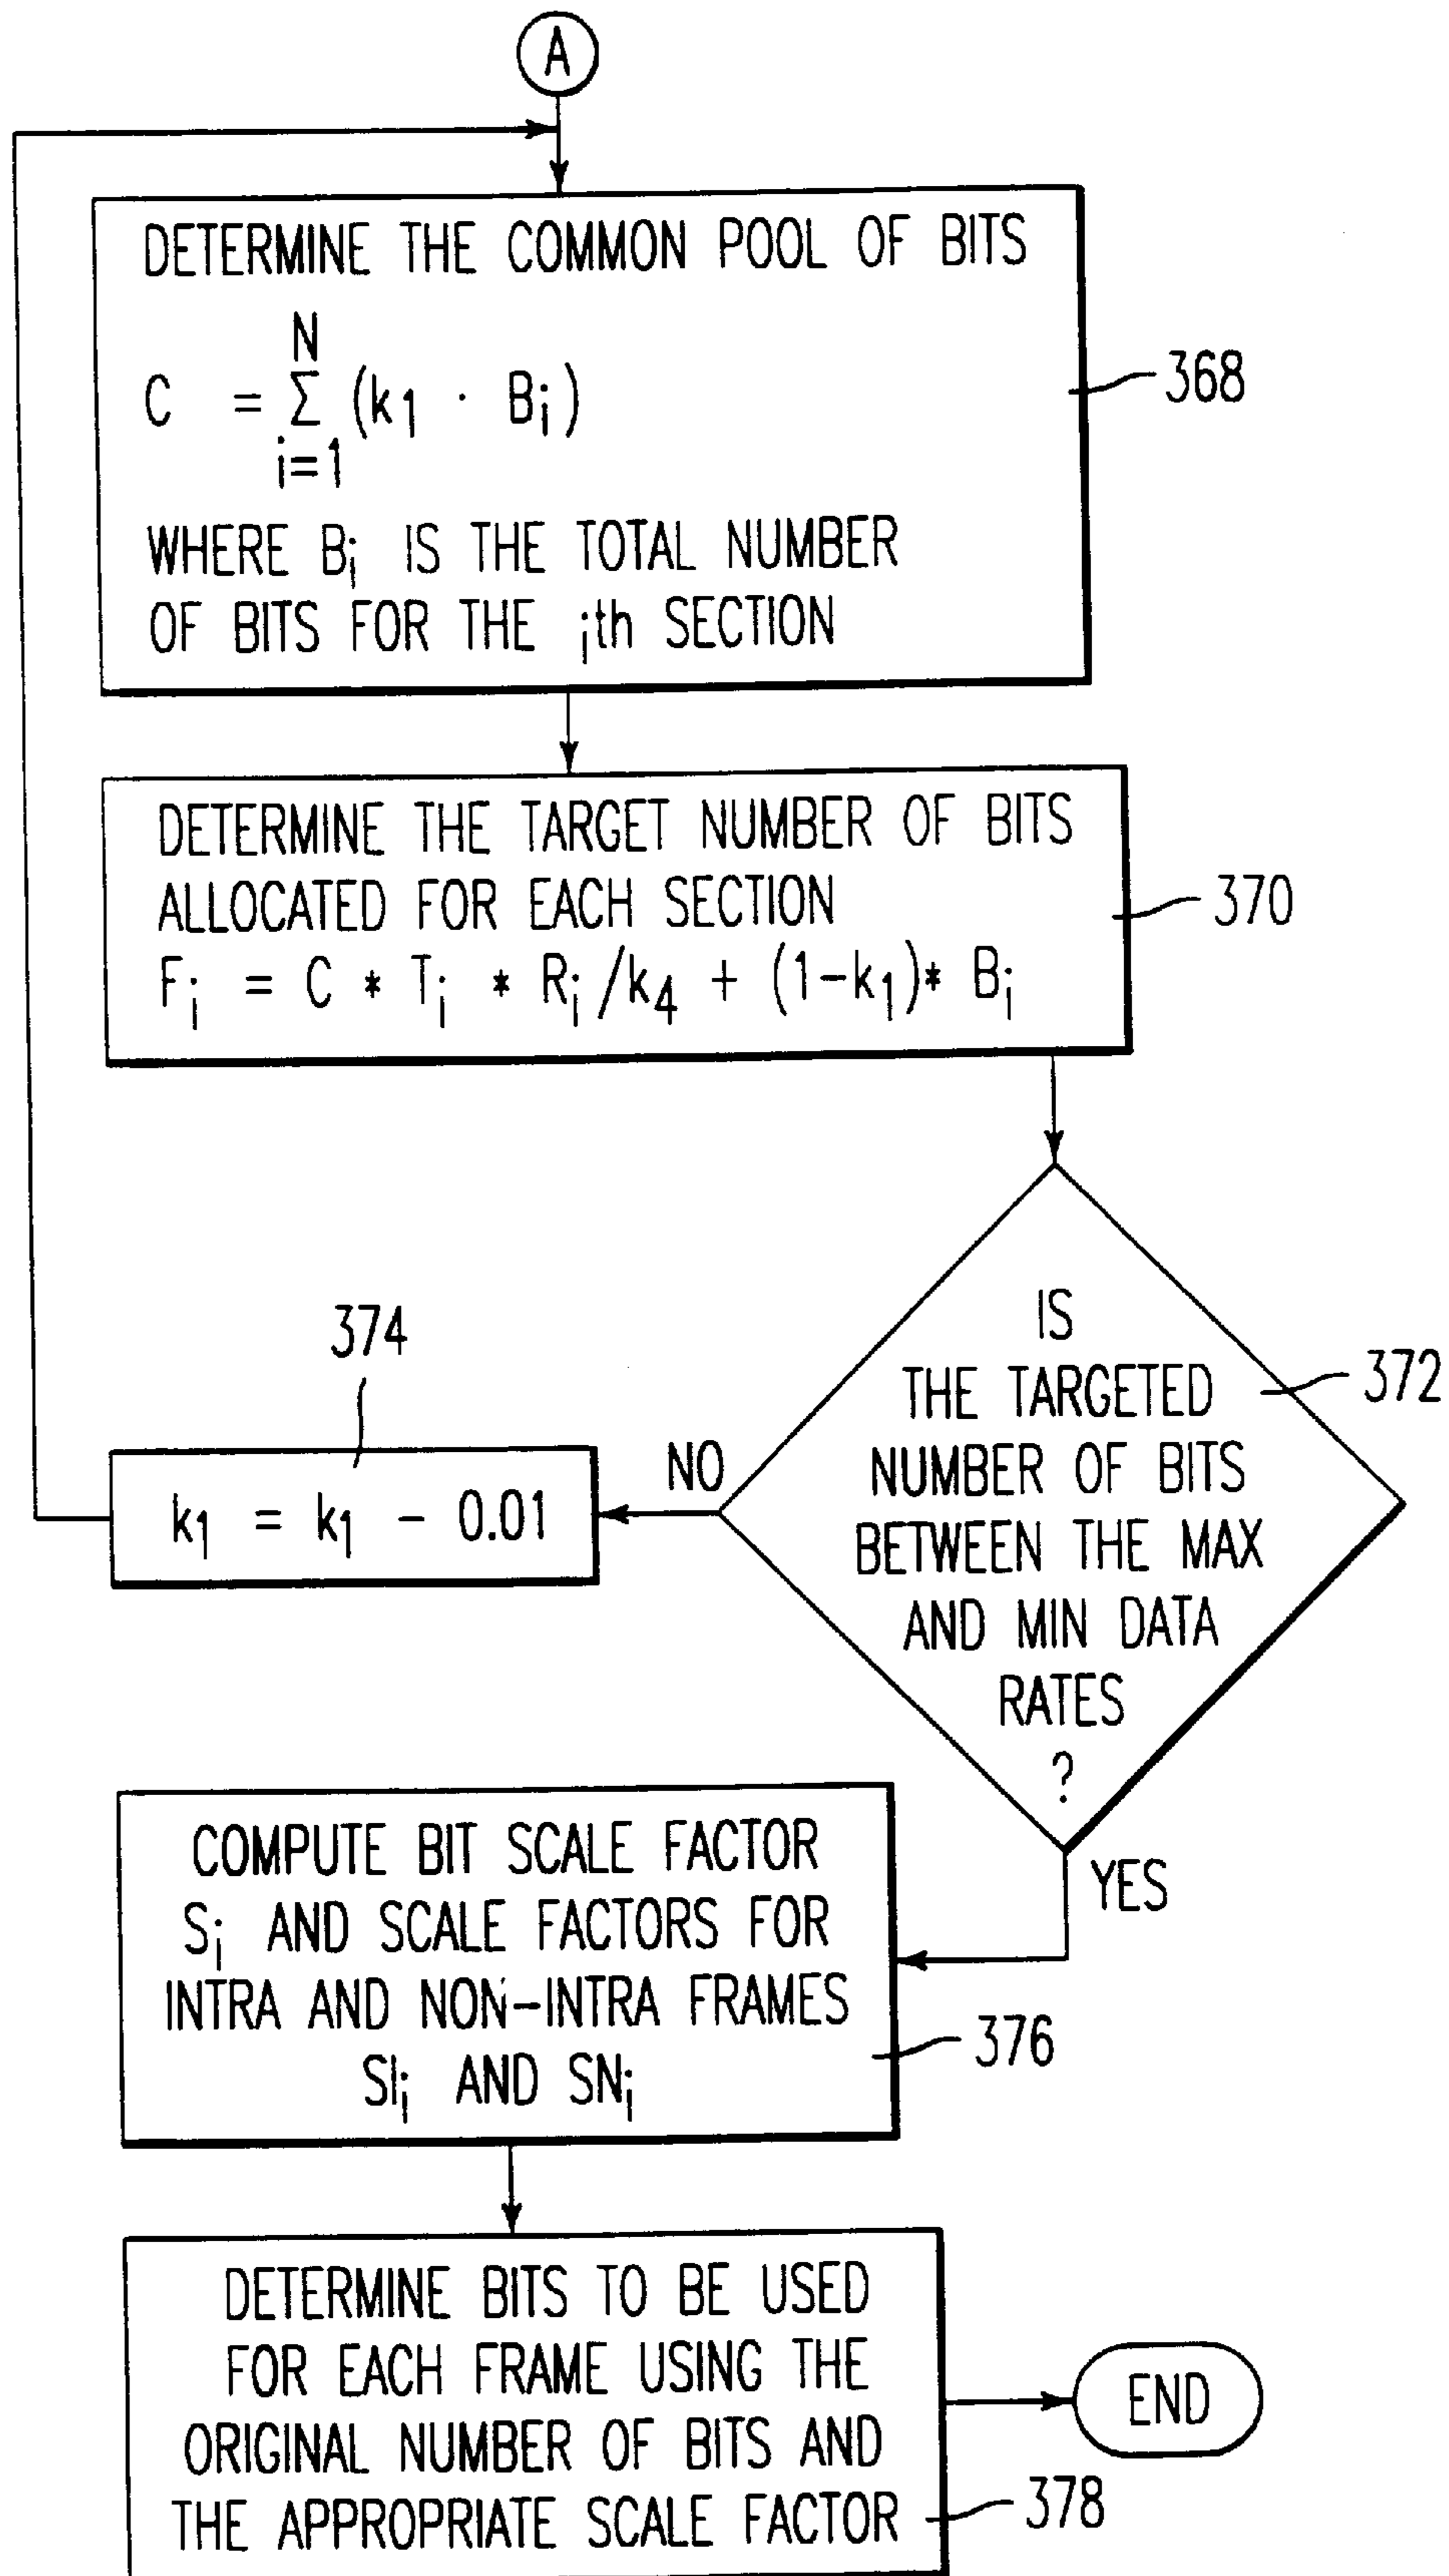 A
DETERMINE THE COMMON POOL OF BITS
N
C = Σ (k1 · Bi)
i=1
368
WHERE Bi IS THE TOTAL NUMBER
OF BITS FOR THE ith SECTION
DETERMINE THE TARGET NUMBER OF BITS
ALLOCATED FOR EACH SECTION
370
Fi = C * Ti * Ri/k4 + (1-k1)* Bi
IS
THE TARGETED
NUMBER OF BITS
BETWEEN THE MAX
AND MIN DATA
RATES
?
372
374
NO
k1 = k1 - 0.01
YES
COMPUTE BIT SCALE FACTOR
Si AND SCALE FACTORS FOR
INTRA AND NON-INTRA FRAMES
SIi AND SNi
376
DETERMINE BITS TO BE USED
FOR EACH FRAME USING THE
ORIGINAL NUMBER OF BITS AND
THE APPROPRIATE SCALE FACTOR
END
378